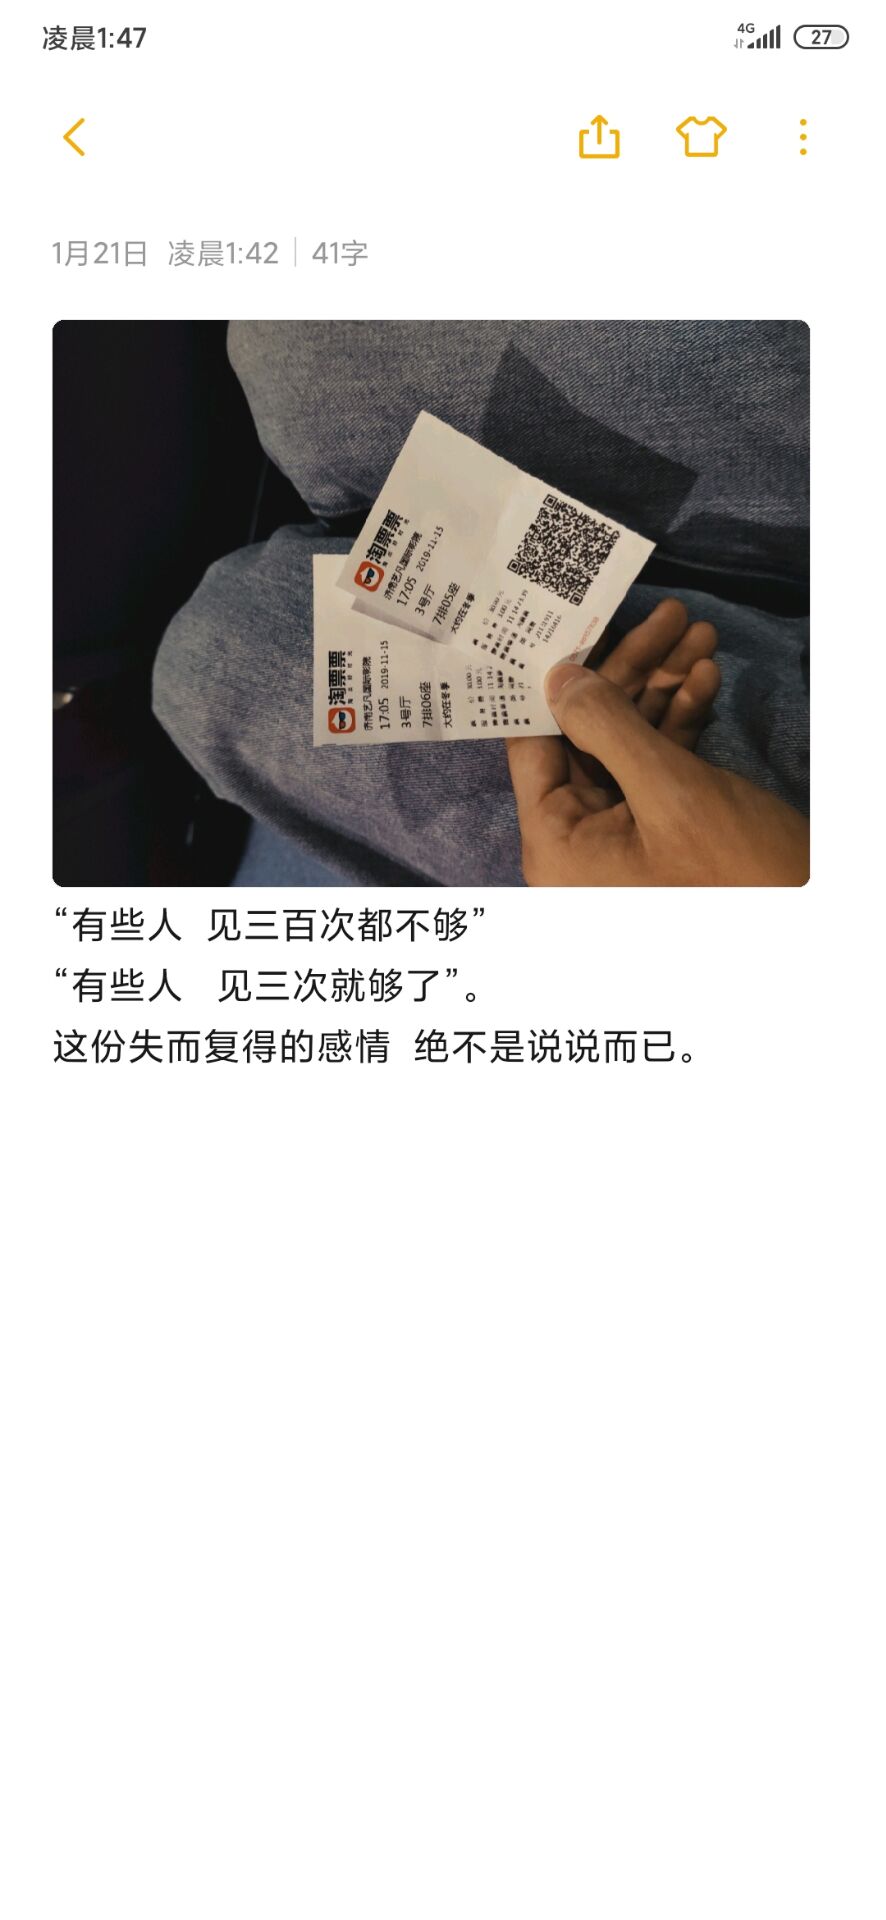 凌晨1:47
4G
27
1月21日 凌晨1:42 | 41字
淘票票
济南艺凡国际影院
17:05 2019-11-15
3号厅
7排05座
大约在冬季
淘票票
济南艺凡国际影院
17:05 2019-11-15
3号厅
7排06座
大约在冬季
“有些人 见三百次都不够”
“有些人 见三次就够了”。
这份失而复得的感情 绝不是说说而已。